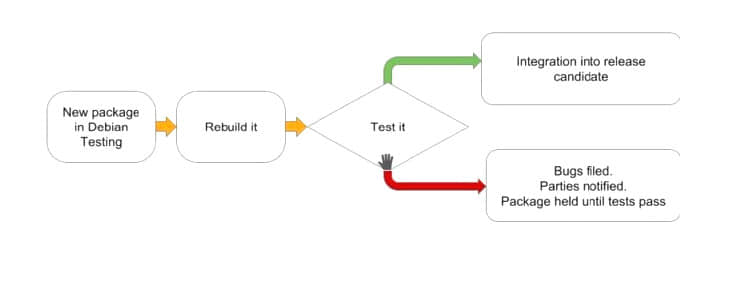 New package
in Debian
Testing
Rebuild it
Test it
Integration into release
candidate
Bugs filed.
Parties notified.
Package held until tests pass